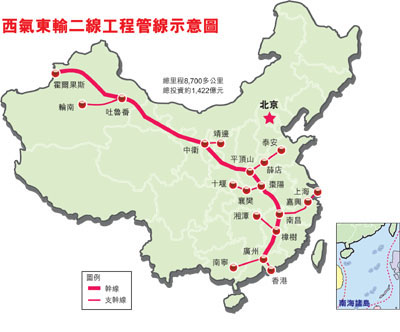 西氣東輸二線工程管線示意圖
總里程8,700多公里
總投資約1,422億元
霍爾果斯
輪南
吐魯番
北京
中衛
靖邊
泰安
平頂山
薛店
十堰
棗陽
上海
襄樊
嘉興
湘潭
南昌
樟樹
廣州
南寧
香港
圖例
幹線
支幹線
南海諸島